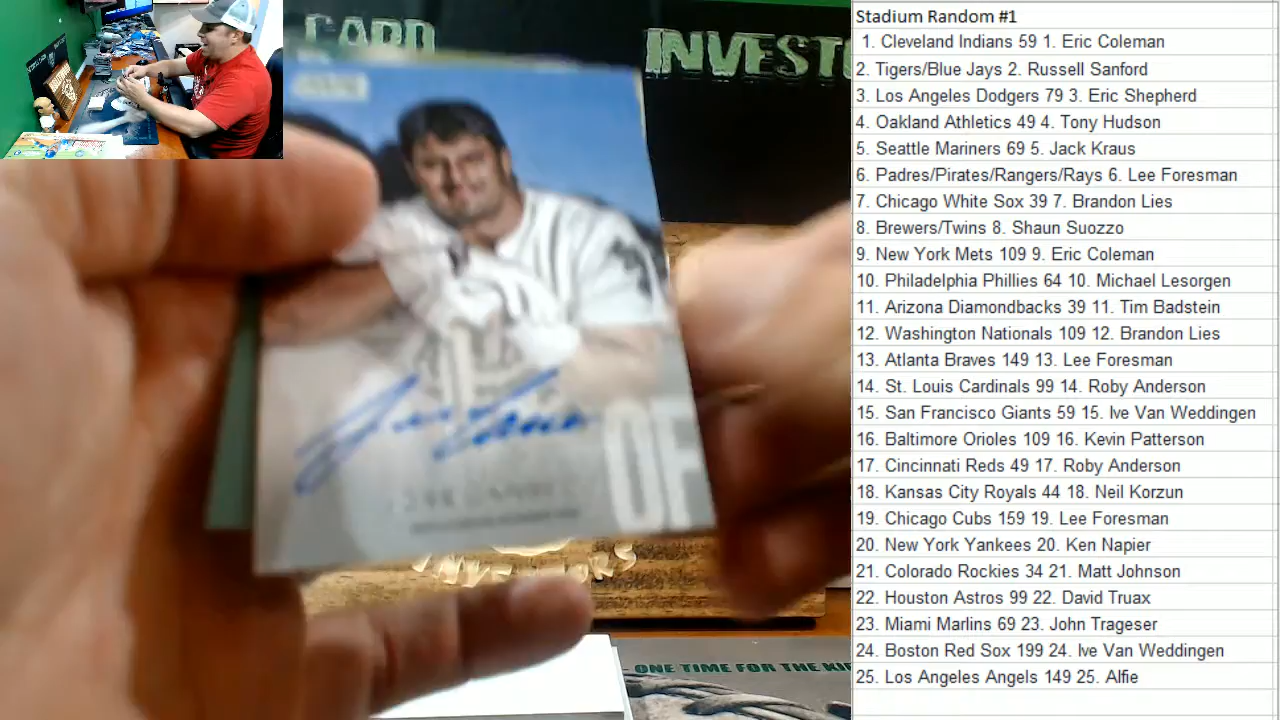 CARD
INVEST
OF
- ONE TIME FOR THE KI
Stadium Random #1
1. Cleveland Indians 59 1. Eric Coleman
2. Tigers/Blue Jays 2. Russell Sanford
3. Los Angeles Dodgers 79 3. Eric Shepherd
4. Oakland Athletics 49 4. Tony Hudson
5. Seattle Mariners 69 5. Jack Kraus
6. Padres/Pirates/Rangers/Rays 6. Lee Foresman
7. Chicago White Sox 39 7. Brandon Lies
8. Brewers/Twins 8. Shaun Suozzo
9. New York Mets 109 9. Eric Coleman
10. Philadelphia Phillies 64 10. Michael Lesorgen
11. Arizona Diamondbacks 39 11. Tim Badstein
12. Washington Nationals 109 12. Brandon Lies
13. Atlanta Braves 149 13. Lee Foresman
14. St. Louis Cardinals 99 14. Roby Anderson
15. San Francisco Giants 59 15. Ive Van Weddingen
16. Baltimore Orioles 109 16. Kevin Patterson
17. Cincinnati Reds 49 17. Roby Anderson
18. Kansas City Royals 44 18. Neil Korzun
19. Chicago Cubs 159 19. Lee Foresman
20. New York Yankees 20. Ken Napier
21. Colorado Rockies 34 21. Matt Johnson
22. Houston Astros 99 22. David Truax
23. Miami Marlins 69 23. John Trageser
24. Boston Red Sox 199 24. Ive Van Weddingen
25. Los Angeles Angels 149 25. Alfie